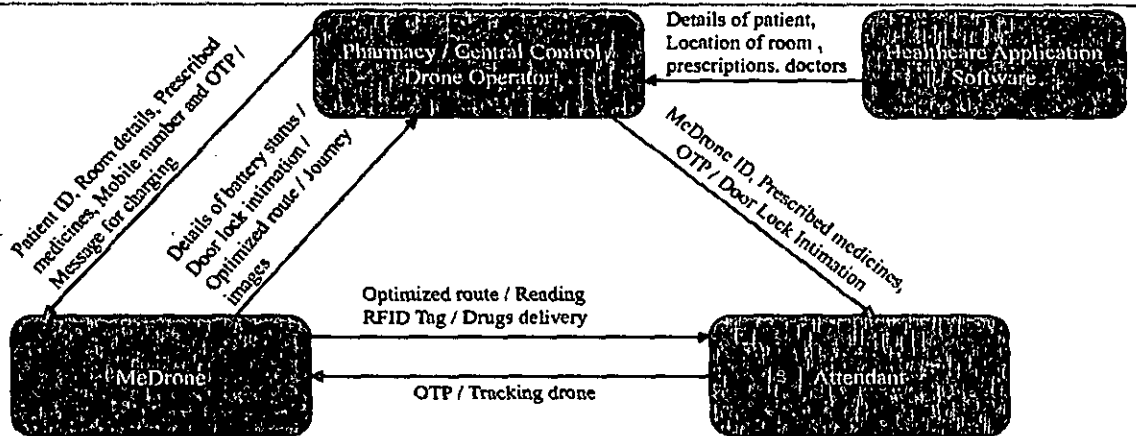 Pharmacy / Central Control /
Drone Operator
Details of patient,
Location of room ,
prescriptions. doctors
Healthcare Application
Software
Patient ID, Room details, Prescribed
medicines, Mobile number and OTP /
Message for charging
Details of battery status /
Door lock intimation /
Optimized route / Journey
images
MeDrone ID, Prescribed medicines,
OTP / Door Lock Intimation
Optimized route / Reading
RFID Tag / Drugs delivery
MeDrone
OTP / Tracking drone
Attendant